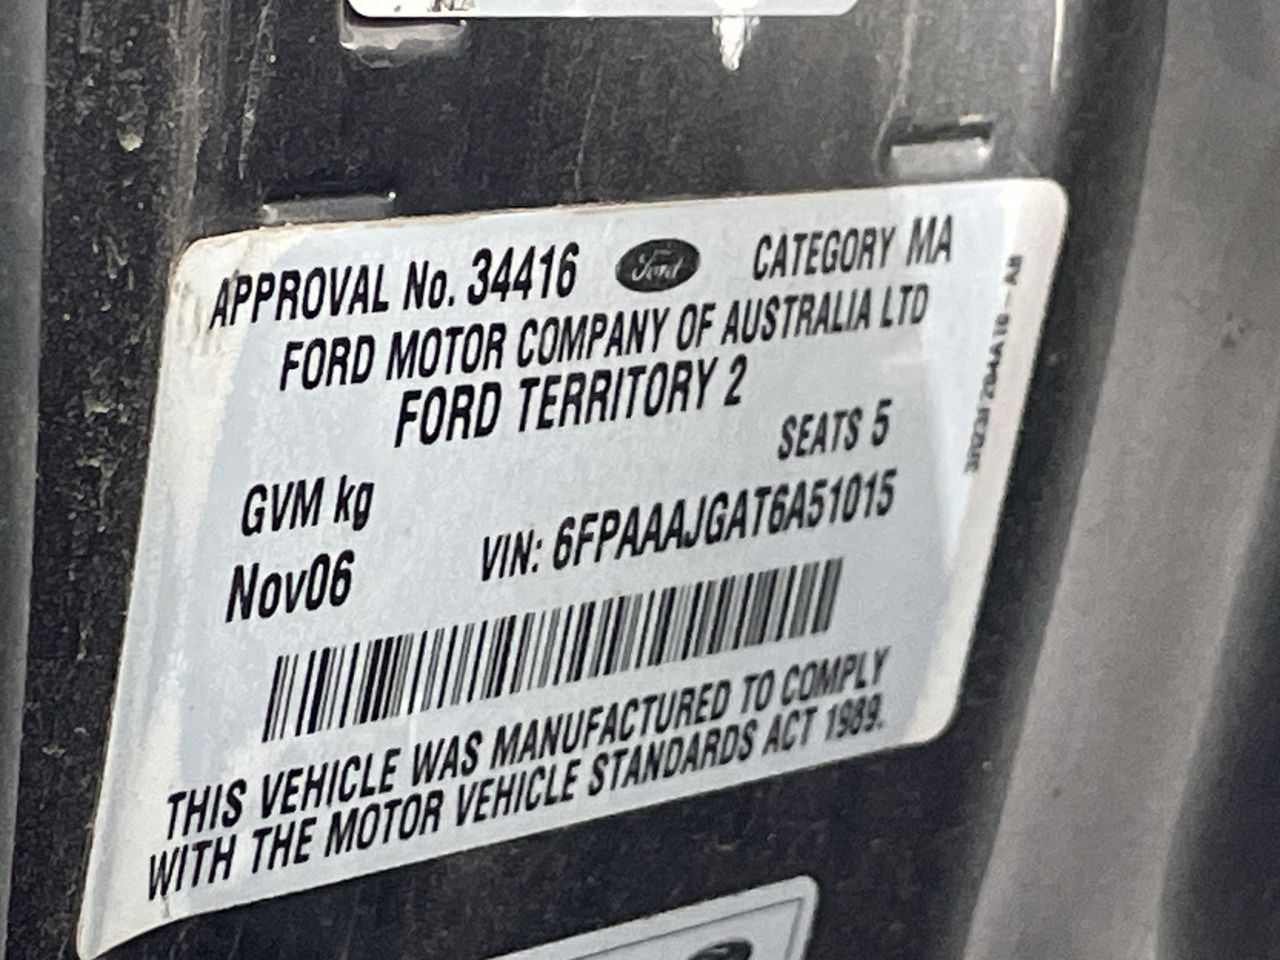 APPROVAL No. 34416 Ford CATEGORY MA
FORD MOTOR COMPANY OF AUSTRALIA LTD
FORD TERRITORY 2
SEATS 5
GVM kg
VIN: 6FPAAAJGAT6A51015
Nov06
THIS VEHICLE WAS MANUFACTURED TO COMPLY
WITH THE MOTOR VEHICLE STANDARDS ACT 1989.